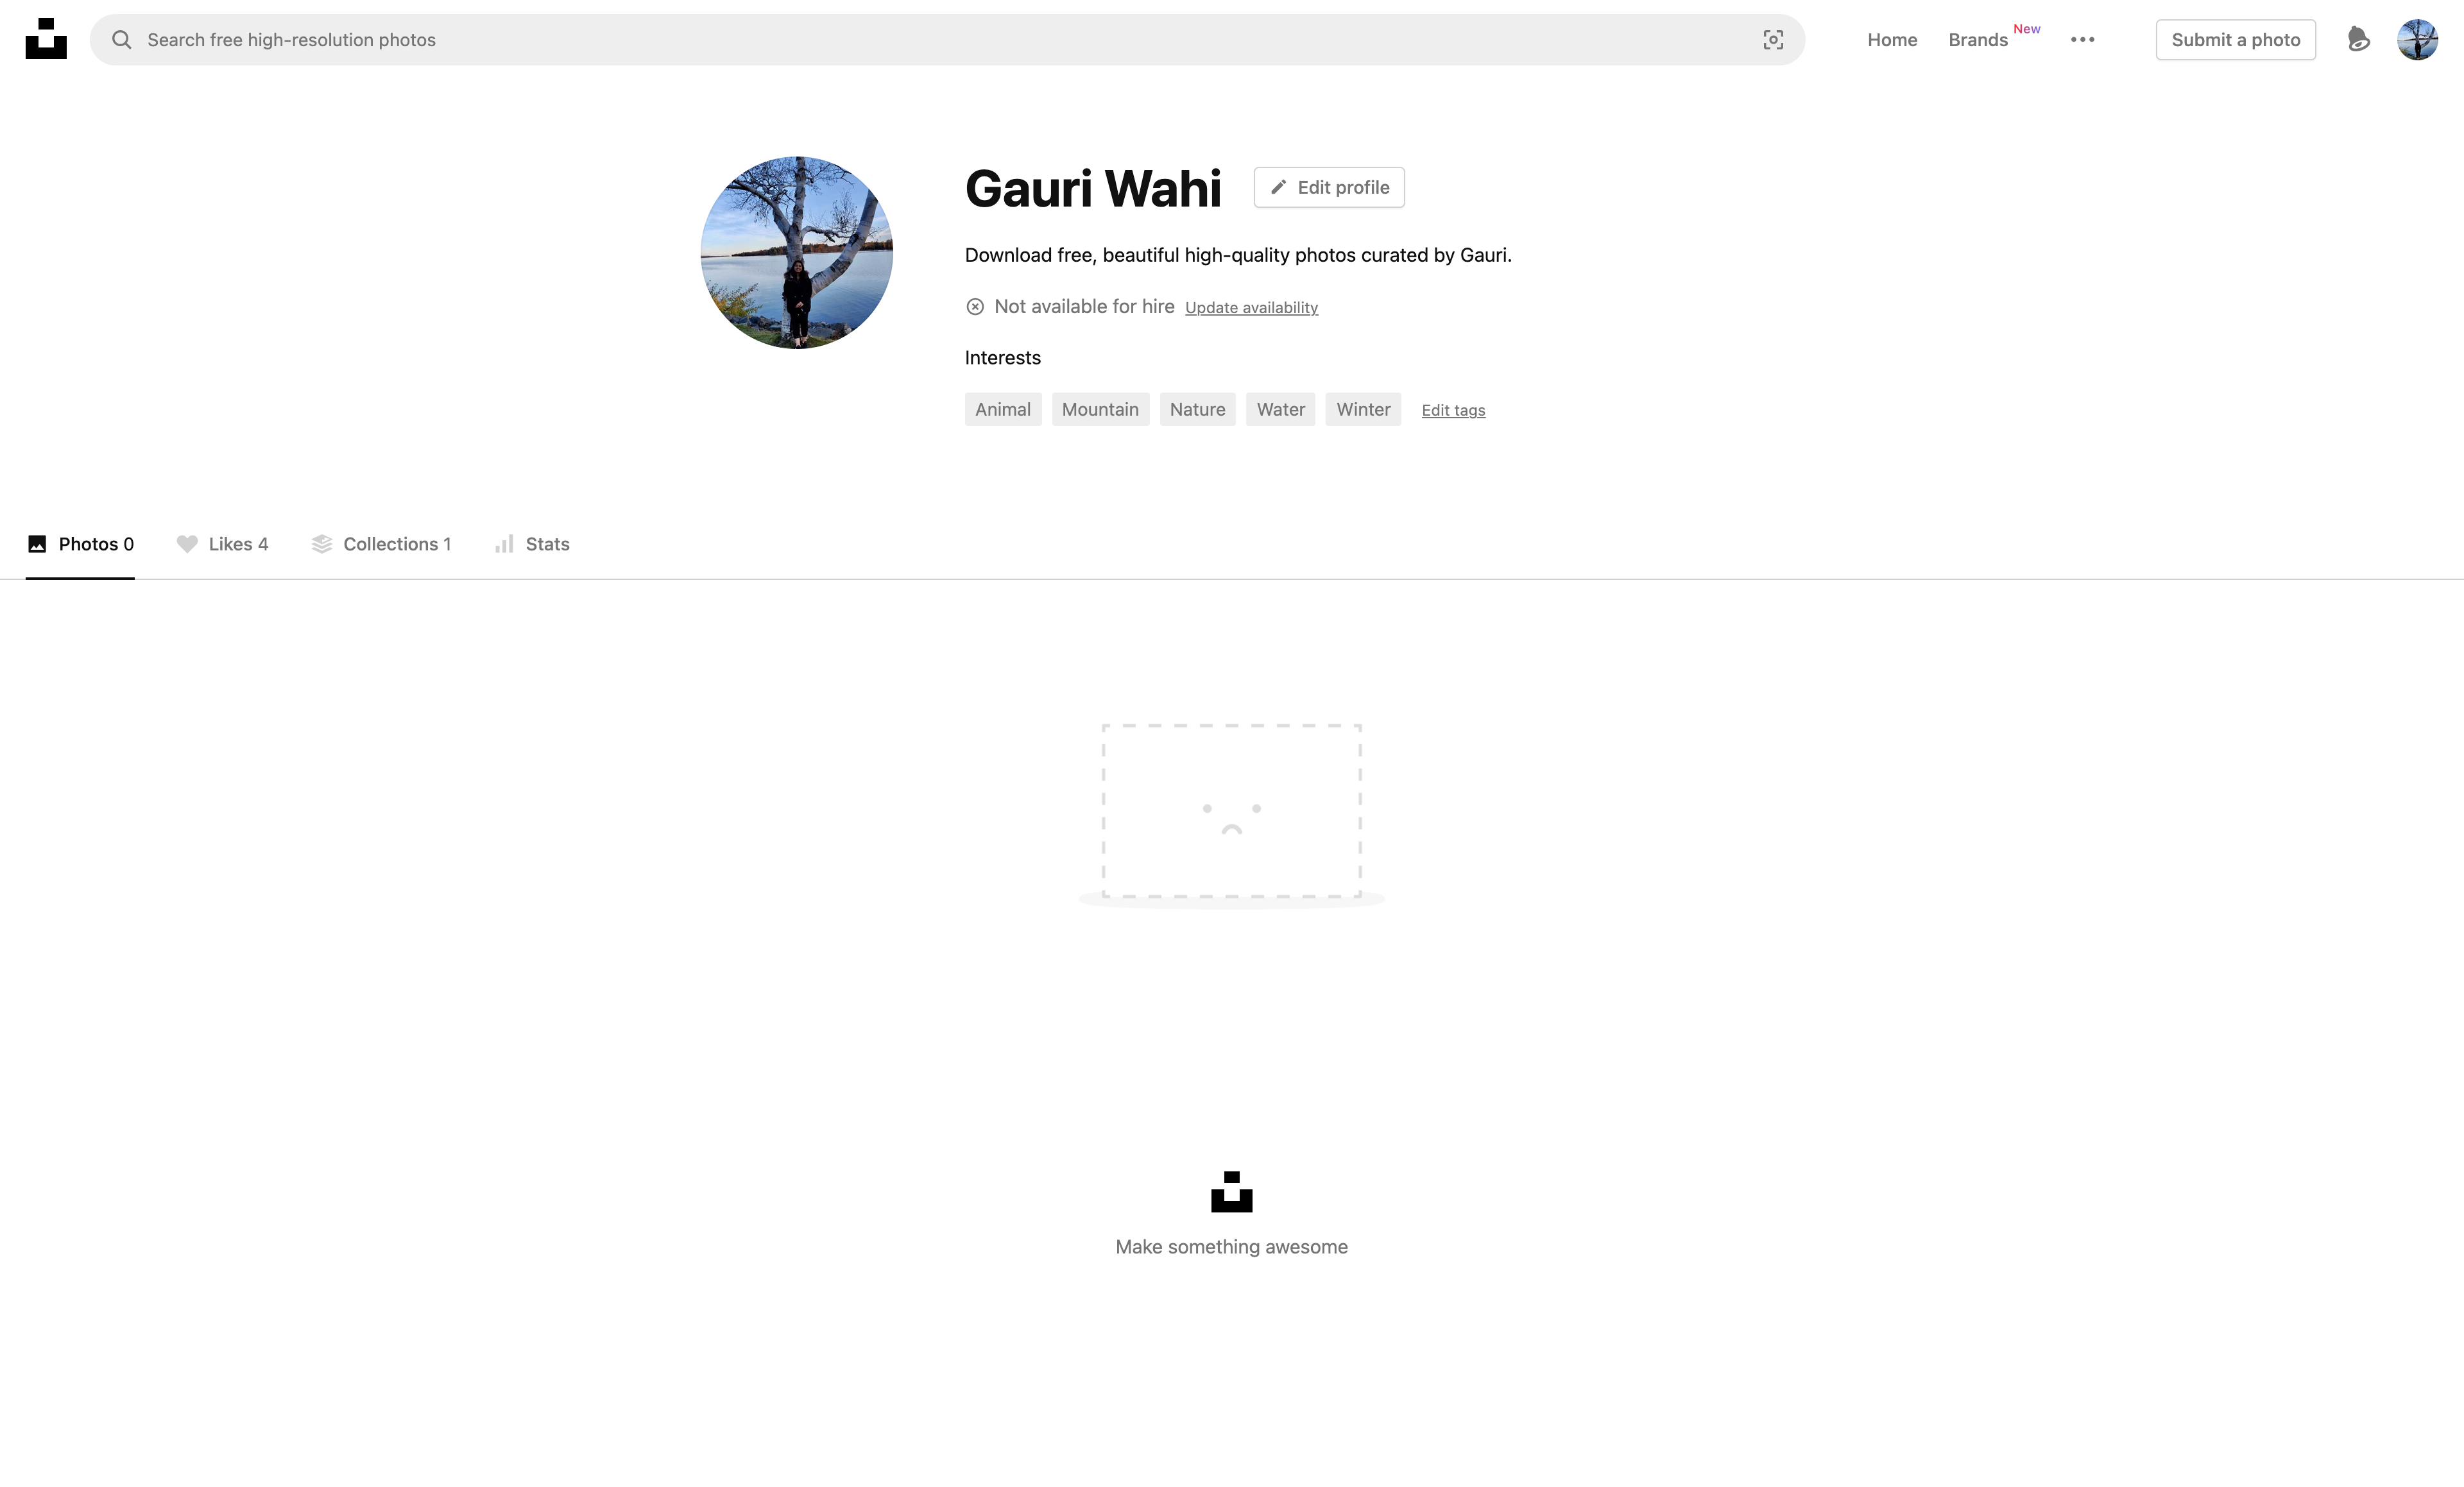 Search free high-resolution photos
Home
Brands New
Submit a photo
Gauri Wahi
Edit profile
Download free, beautiful high-quality photos curated by Gauri.
Not available for hire Update availability
Interests
Animal Mountain Nature Water Winter Edit tags
Photos 0 Likes 4 Collections 1 Stats
Make something awesome